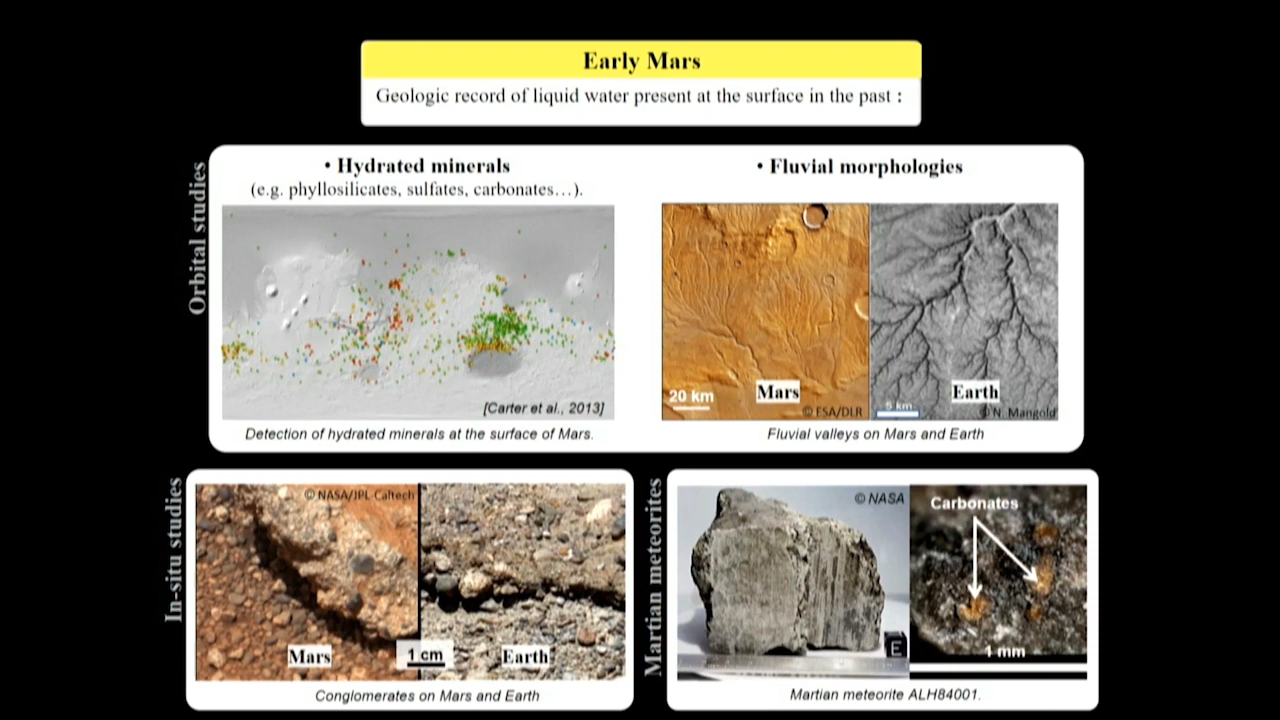 Early Mars
Geologic record of liquid water present at the surface in the past :
Orbital studies
• Hydrated minerals
(e.g. phyllosilicates, sulfates, carbonates…).
[Carter et al., 2013]
Detection of hydrated minerals at the surface of Mars.
• Fluvial morphologies
20 km
Mars
© ESA/DLR
Earth
5 km
© N. Mangold
Fluvial valleys on Mars and Earth
In-situ studies
© NASA/JPL-Caltech
Mars
1 cm
Earth
Conglomerates on Mars and Earth
Martian meteorites
© NASA
E
Carbonates
1 mm
Martian meteorite ALH84001.